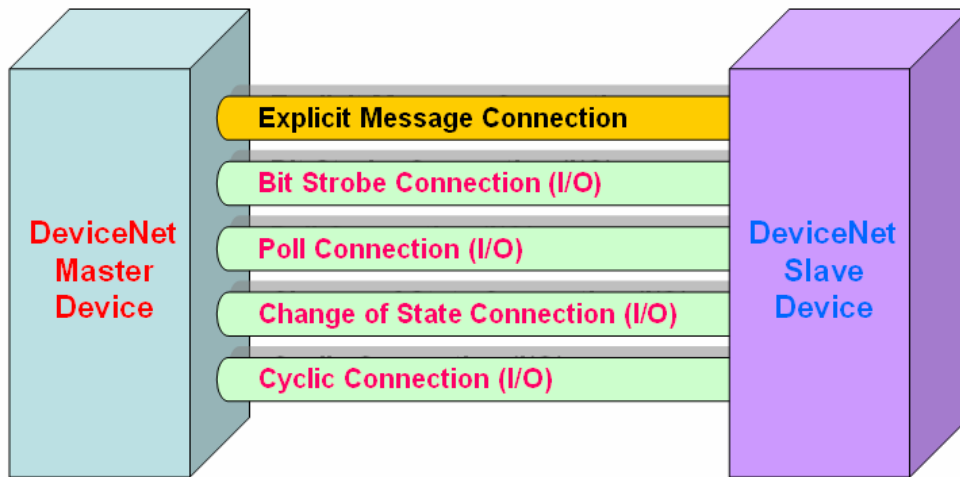 Explicit Message Connection
Bit Strobe Connection (I/O)
Poll Connection (I/O)
Change of State Connection (I/O)
Cyclic Connection (I/O)
DeviceNet
Master
Device
DeviceNet
Slave
Device